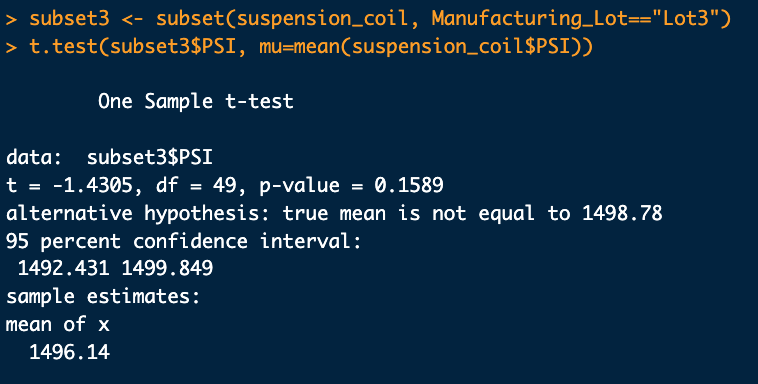 > subset3 <- subset(suspension_coil, Manufacturing_Lot=="Lot3")
> t.test(subset3$PSI, mu=mean(suspension_coil$PSI))
One Sample t-test
data:  subset3$PSI
t = -1.4305, df = 49, p-value = 0.1589
alternative hypothesis: true mean is not equal to 1498.78
95 percent confidence interval:
1492.431 1499.849
sample estimates:
mean of x
1496.14